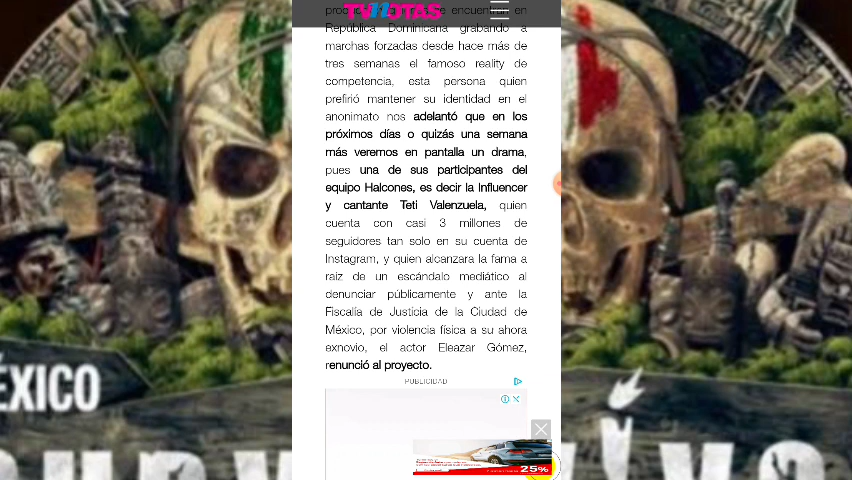 TVNOTAS
República Dominicana grabando a
marchas forzadas desde hace más de
tres semanas el famoso reality de
competencia, esta persona quien
prefirió mantener su identidad en el
anonimato nos adelantó que en los
próximos días o quizás una semana
más veremos en pantalla un drama,
pues una de sus participantes del
equipo Halcones, es decir la Influencer
y cantante Teti Valenzuela, quien
cuenta con casi 3 millones de
seguidores tan solo en su cuenta de
Instagram, y quien alcanzara la fama a
raiz de un escándalo mediático al
denunciar públicamente y ante la
Fiscalía de Justicia de la Ciudad de
México, por violencia física a su ahora
exnovio, el actor Eleazar Gómez,
renunció al proyecto.
PUBLICIDAD
25%
ÉXICO